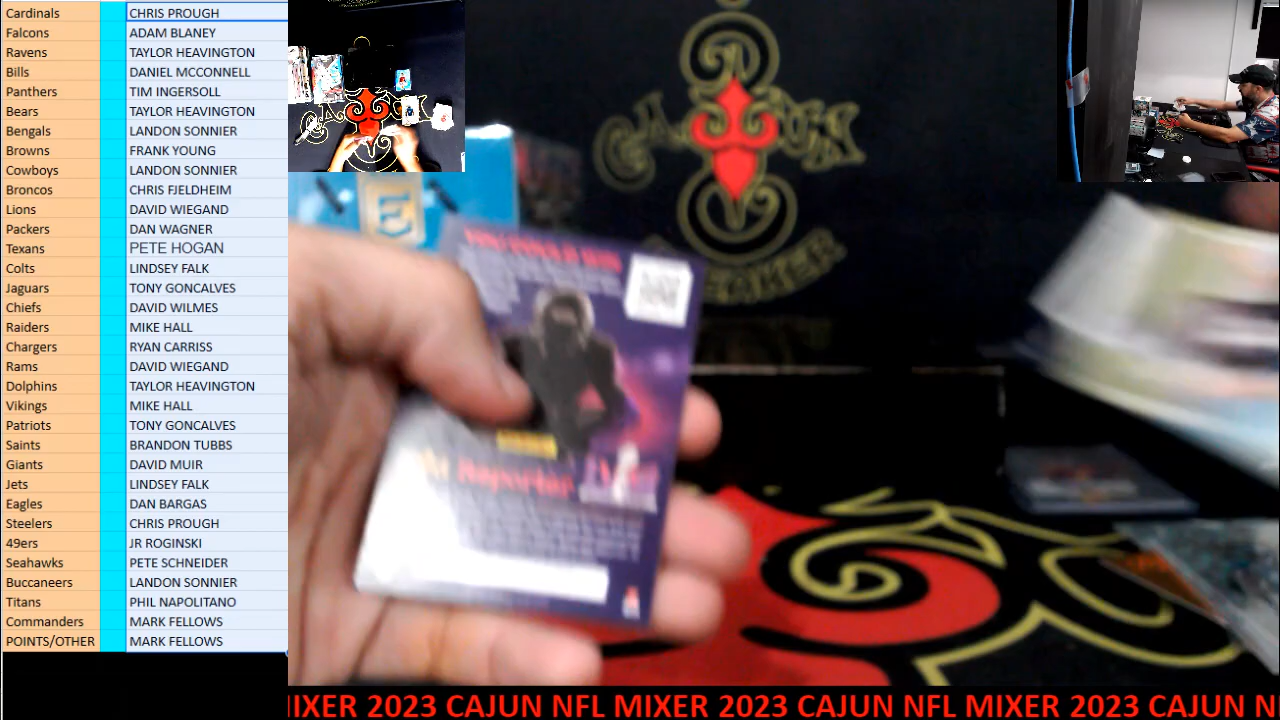 Cardinals CHRIS PROUGH
Falcons ADAM BLANEY
Ravens TAYLOR HEAVINGTON
Bills DANIEL MCCONNELL
Panthers TIM INGERSOLL
Bears TAYLOR HEAVINGTON
Bengals LANDON SONNIER
Browns FRANK YOUNG
Cowboys LANDON SONNIER
Broncos CHRIS FJELDHEIM
Lions DAVID WIEGAND
Packers DAN WAGNER
Texans PETE HOGAN
Colts LINDSEY FALK
Jaguars TONY GONCALVES
Chiefs DAVID WILMES
Raiders MIKE HALL
Chargers RYAN CARRISS
Rams DAVID WIEGAND
Dolphins TAYLOR HEAVINGTON
Vikings MIKE HALL
Patriots TONY GONCALVES
Saints BRANDON TUBBS
Giants DAVID MUIR
Jets LINDSEY FALK
Eagles DAN BARGAS
Steelers CHRIS PROUGH
49ers JR ROGINSKI
Seahawks PETE SCHNEIDER
Buccaneers LANDON SONNIER
Titans PHIL NAPOLITANO
Commanders MARK FELLOWS
POINTS/OTHER MARK FELLOWS
IXER 2023 CAJUN NFL MIXER 2023 CAJUN NFL MIXER 2023 CAJUN N